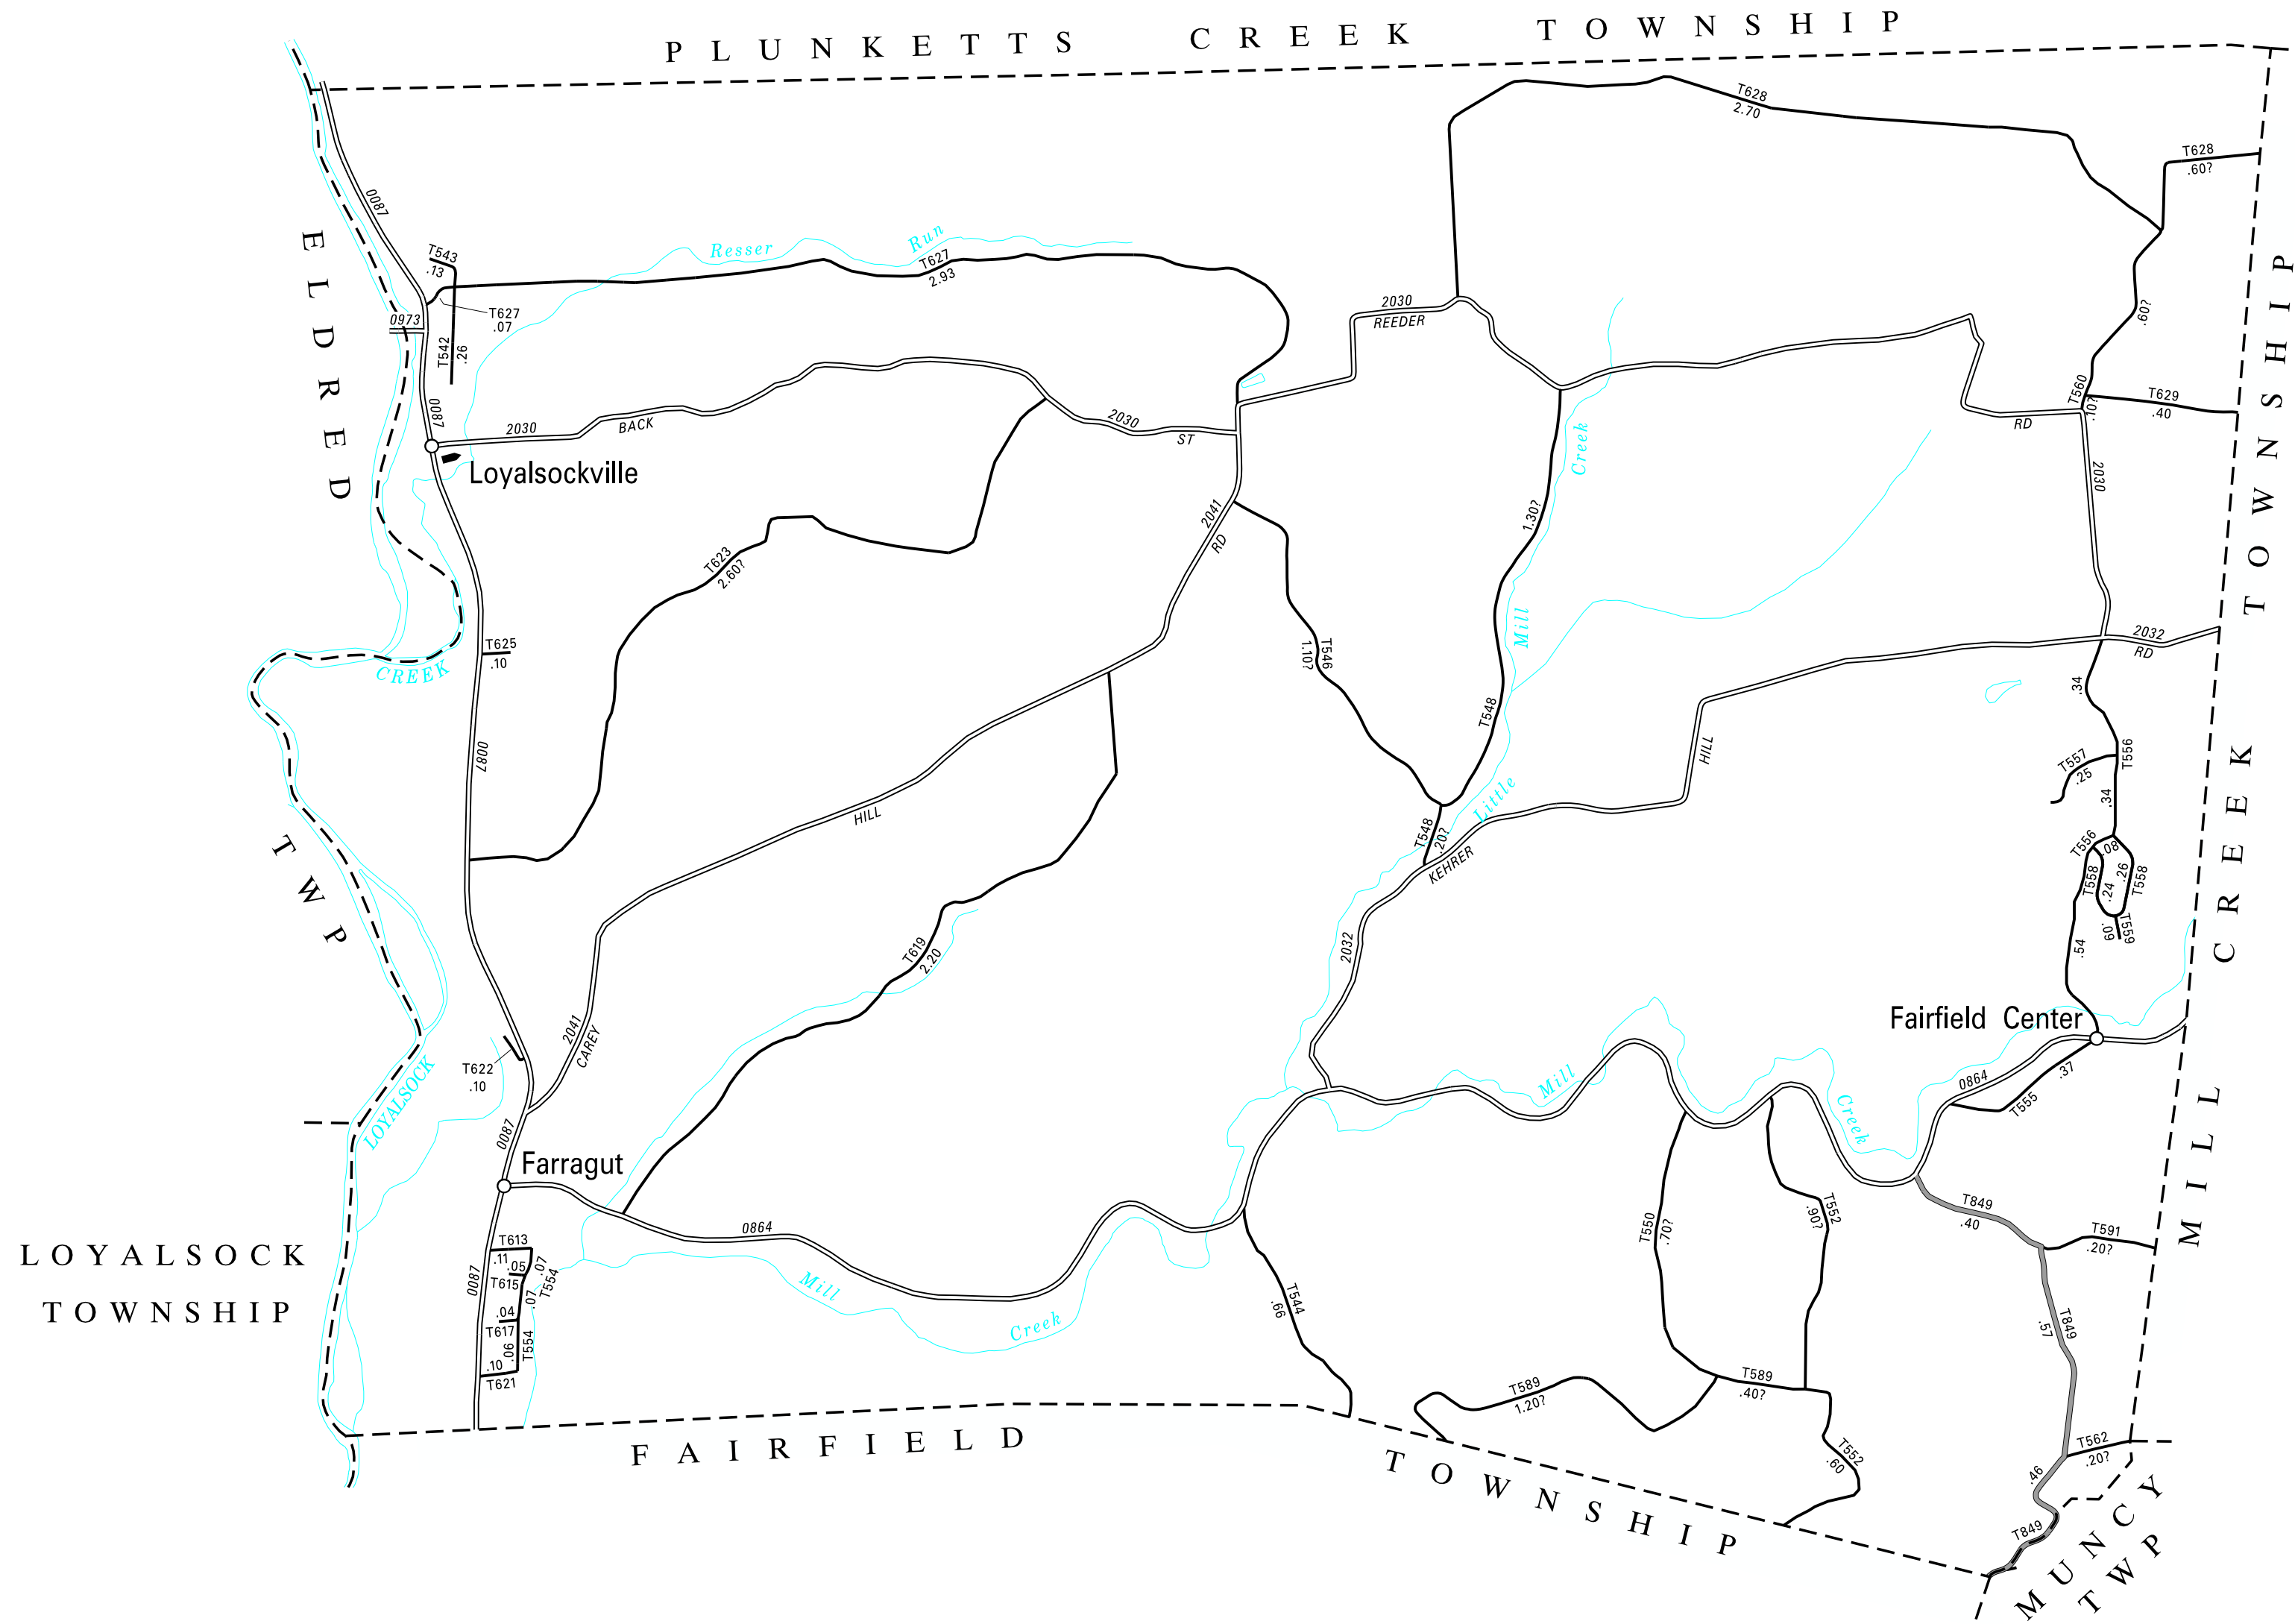 PLUNKETTS CREEK TOWNSHIP
T628
2.70
T628
.60?
0087
ELDRED
TWP
T543
.13
Resser Run
T627
2.93
T627
.07
0973
T542
.26
2030
REEDER
.60?
T560
.10?
T629
.40
RD
0087
2030
BACK
2030
ST
Loyalsockville
Creek
2030
2041
RD
1.30?
T623
2.60?
T625
.10
CREEK
T546
1.10?
Mill
2032
RD
.34
T548
HILL
0087
T557
.25
T556
.34
Little
HILL
T548
.20?
KEHRER
T556
.08
T558
.24
.26
T558
T559
.09
.54
T619
2.20
2032
MILL CREEK TOWNSHIP
Fairfield Center
2041
CAREY
T622
.10
LOYALSOCK
Mill
Creek
0864
.37
T555
0087
Farragut
0864
T849
.40
T591
.20?
T550
.70?
T552
.90?
LOYALSOCK
TOWNSHIP
0087
T613
.11
.05
T615
.07
T554
.07
.04
T617
.06
T554
.10
T621
Mill
Creek
T544
.66
T849
.57
T589
1.20?
T589
.40?
T552
.60
T562
.20?
.46
T849
FAIRFIELD TOWNSHIP
MUNCY
TWP